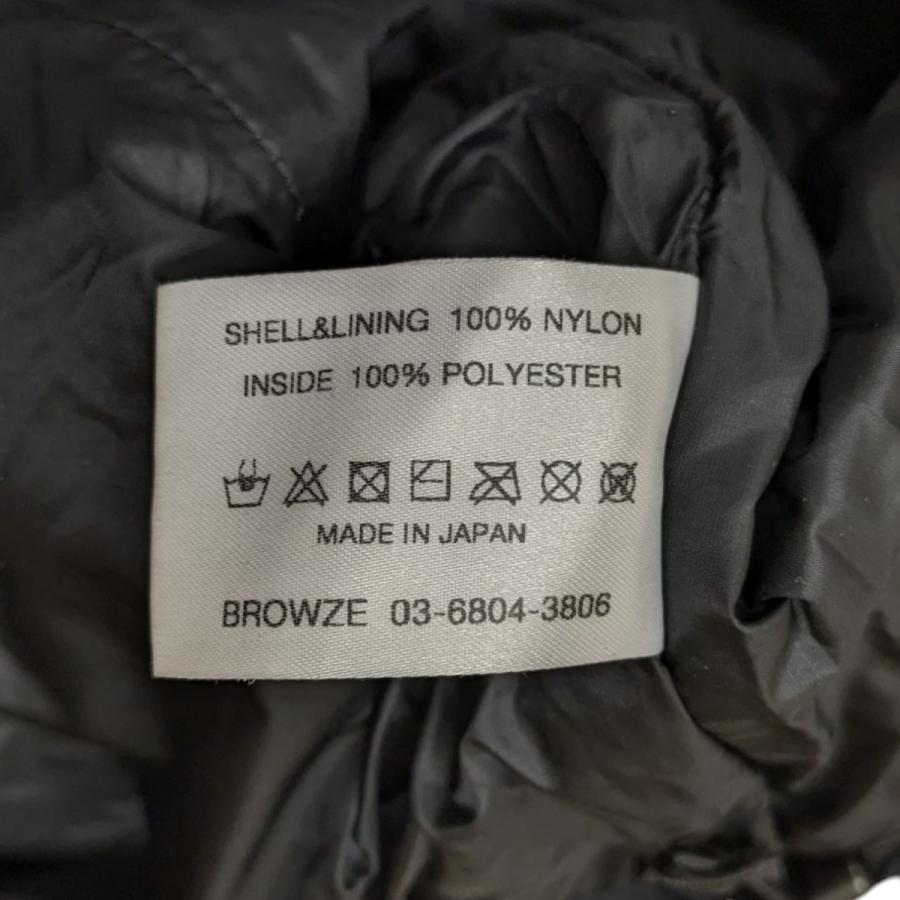 SHELL&LINING 100% NYLON
INSIDE 100% POLYESTER
MADE IN JAPAN
BROWZE 03-6804-3806